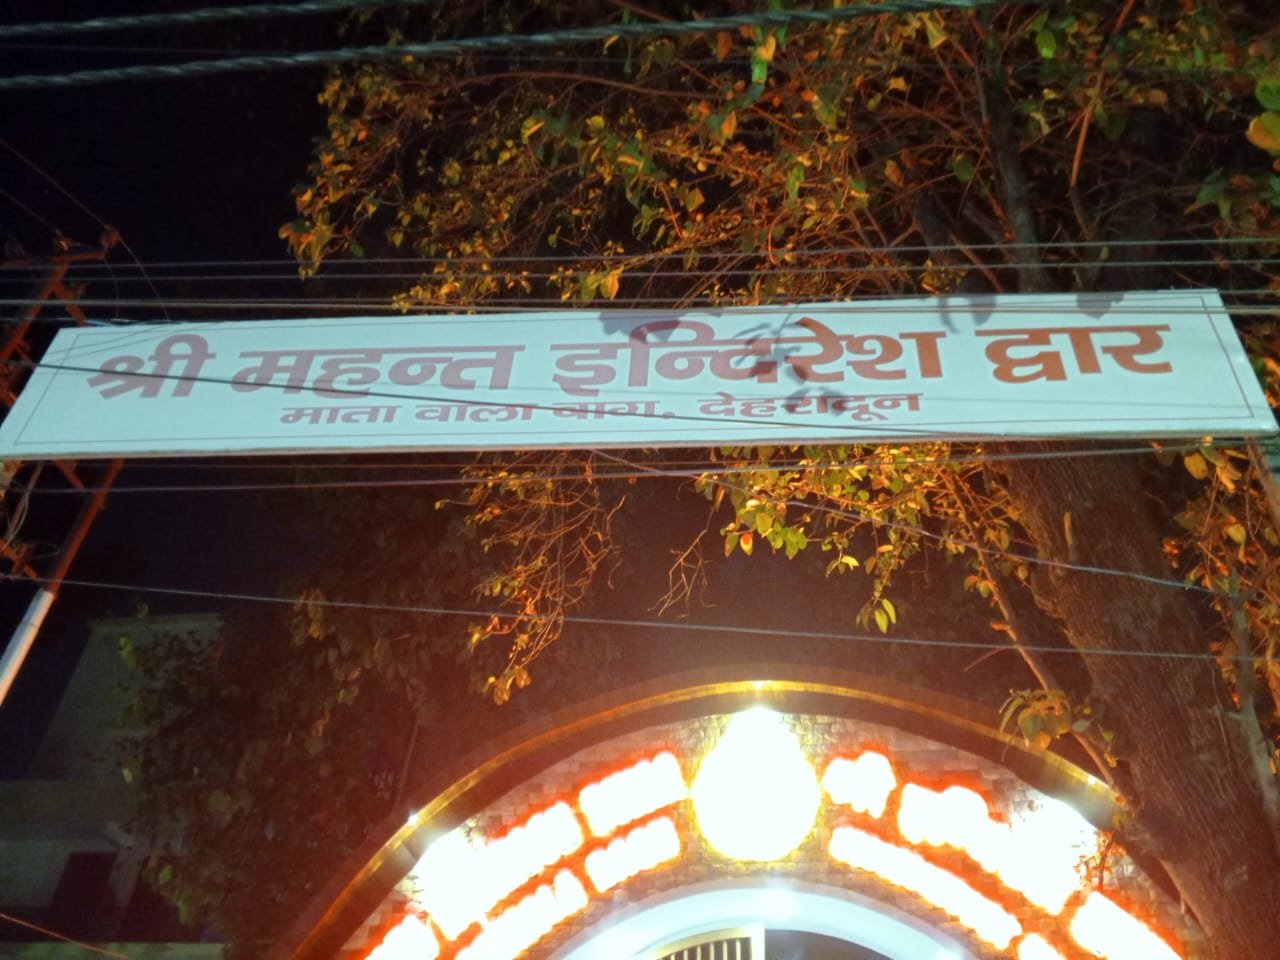 श्री महन्त इन्दिरेश द्वार
माता वाला बाग, देहरादून